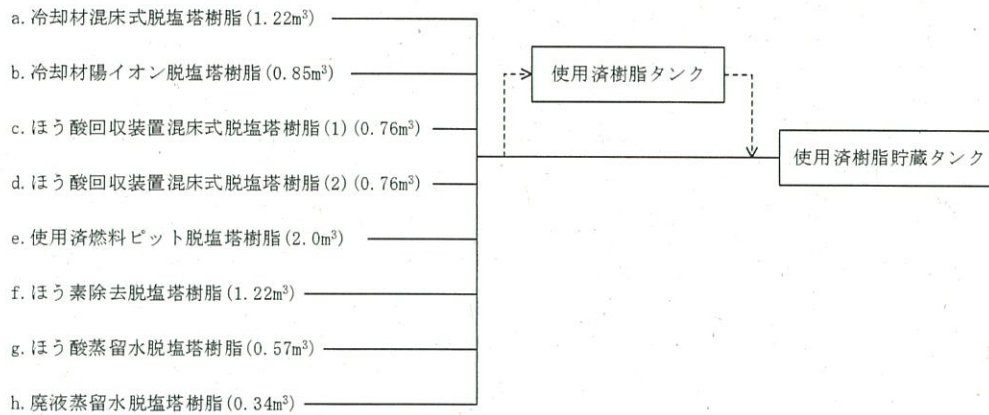 a.冷却材混床式脱塩塔樹脂(1.22m³)
使用済樹脂タンク
b.冷却材陽イオン脱塩塔樹脂(0.85m³)
c.ほう酸回収装置混床式脱塩塔樹脂(1)(0.76m³)
使用済樹脂貯蔵タンク
d.ほう酸回収装置混床式脱塩塔樹脂(2)(0.76m³)
e.使用済燃料ピット脱塩塔樹脂(2.0m³)
f.ほう素除去脱塩塔樹脂(1.22m³)
g.ほう酸蒸留水脱塩塔樹脂(0.57m³)
h.廃液蒸留水脱塩塔樹脂(0.34m³)